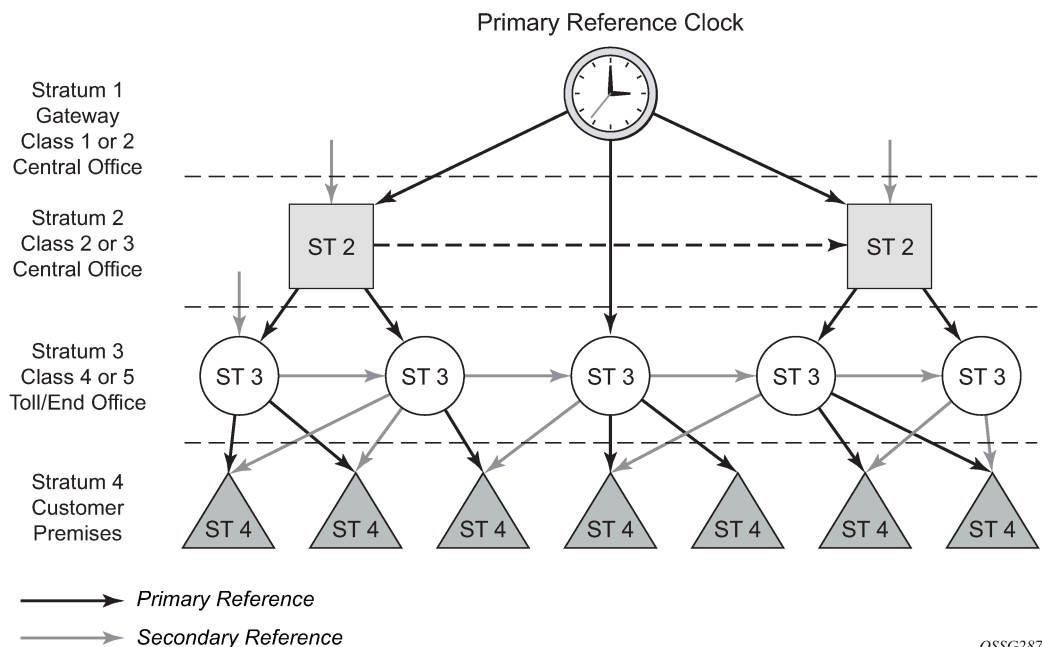 Primary Reference Clock
Stratum 1
Gateway
Class 1 or 2
Central Office
Stratum 2
Class 2 or 3
Central Office
ST 2
ST 2
Stratum 3
Class 4 or 5
Toll/End Office
ST 3
ST 3
ST 3
ST 3
ST 3
Stratum 4
Customer
Premises
ST 4
ST 4
ST 4
ST 4
ST 4
ST 4
ST 4
Primary Reference
Secondary Reference
OSSG287